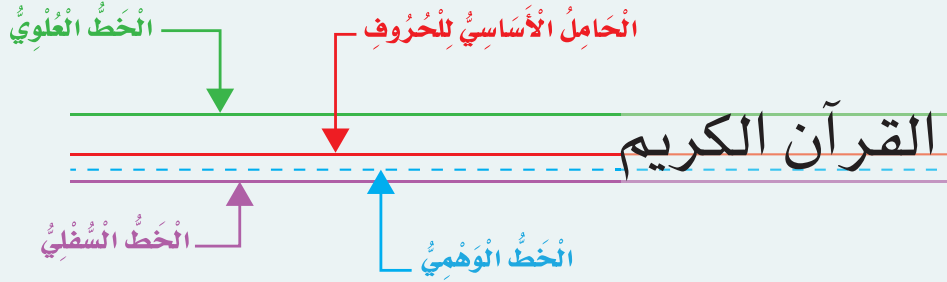 الْحَامِلُ الْأَسَاسِيُّ لِلْحُرُوفِ
الْخَطُّ الْعُلْوِيُّ
القرآن الكريم
الْخَطُّ السُّفْلِيُّ
الْخَطُّ الْوَهْمِيُّ